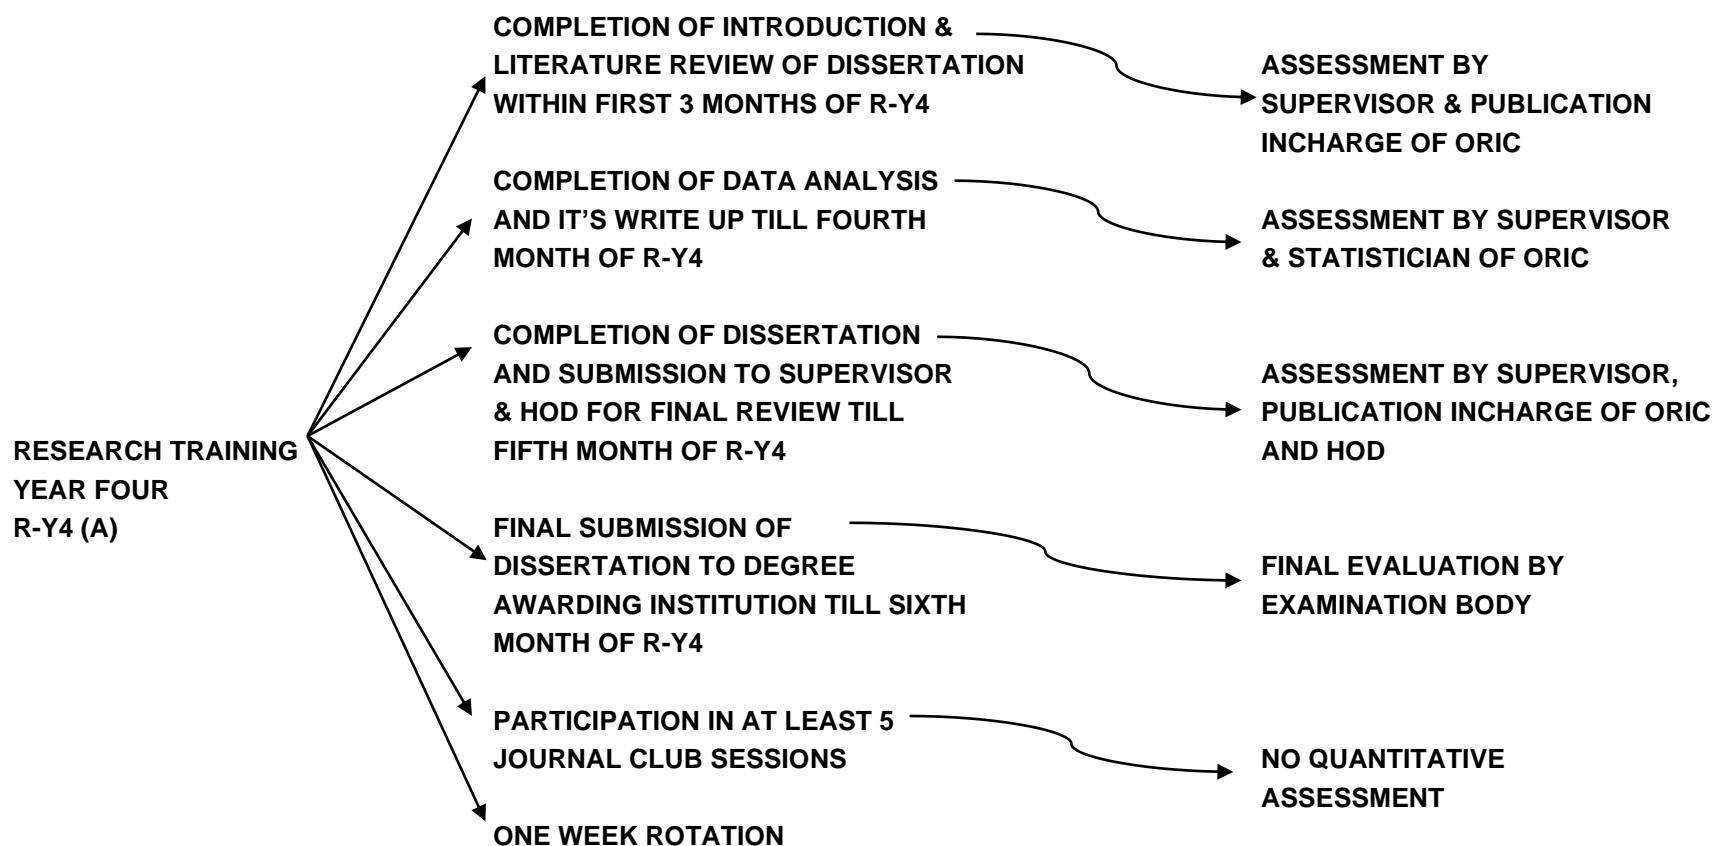 COMPLETION OF INTRODUCTION &
LITERATURE REVIEW OF DISSERTATION
WITHIN FIRST 3 MONTHS OF R-Y4
ASSESSMENT BY
SUPERVISOR & PUBLICATION
INCHARGE OF ORIC
COMPLETION OF DATA ANALYSIS
AND IT’S WRITE UP TILL FOURTH
MONTH OF R-Y4
ASSESSMENT BY SUPERVISOR
& STATISTICIAN OF ORIC
COMPLETION OF DISSERTATION
AND SUBMISSION TO SUPERVISOR
& HOD FOR FINAL REVIEW TILL
FIFTH MONTH OF R-Y4
ASSESSMENT BY SUPERVISOR,
PUBLICATION INCHARGE OF ORIC
AND HOD
RESEARCH TRAINING
YEAR FOUR
R-Y4 (A)
FINAL SUBMISSION OF
DISSERTATION TO DEGREE
AWARDING INSTITUTION TILL SIXTH
MONTH OF R-Y4
FINAL EVALUATION BY
EXAMINATION BODY
PARTICIPATION IN AT LEAST 5
JOURNAL CLUB SESSIONS
NO QUANTITATIVE
ASSESSMENT
ONE WEEK ROTATION